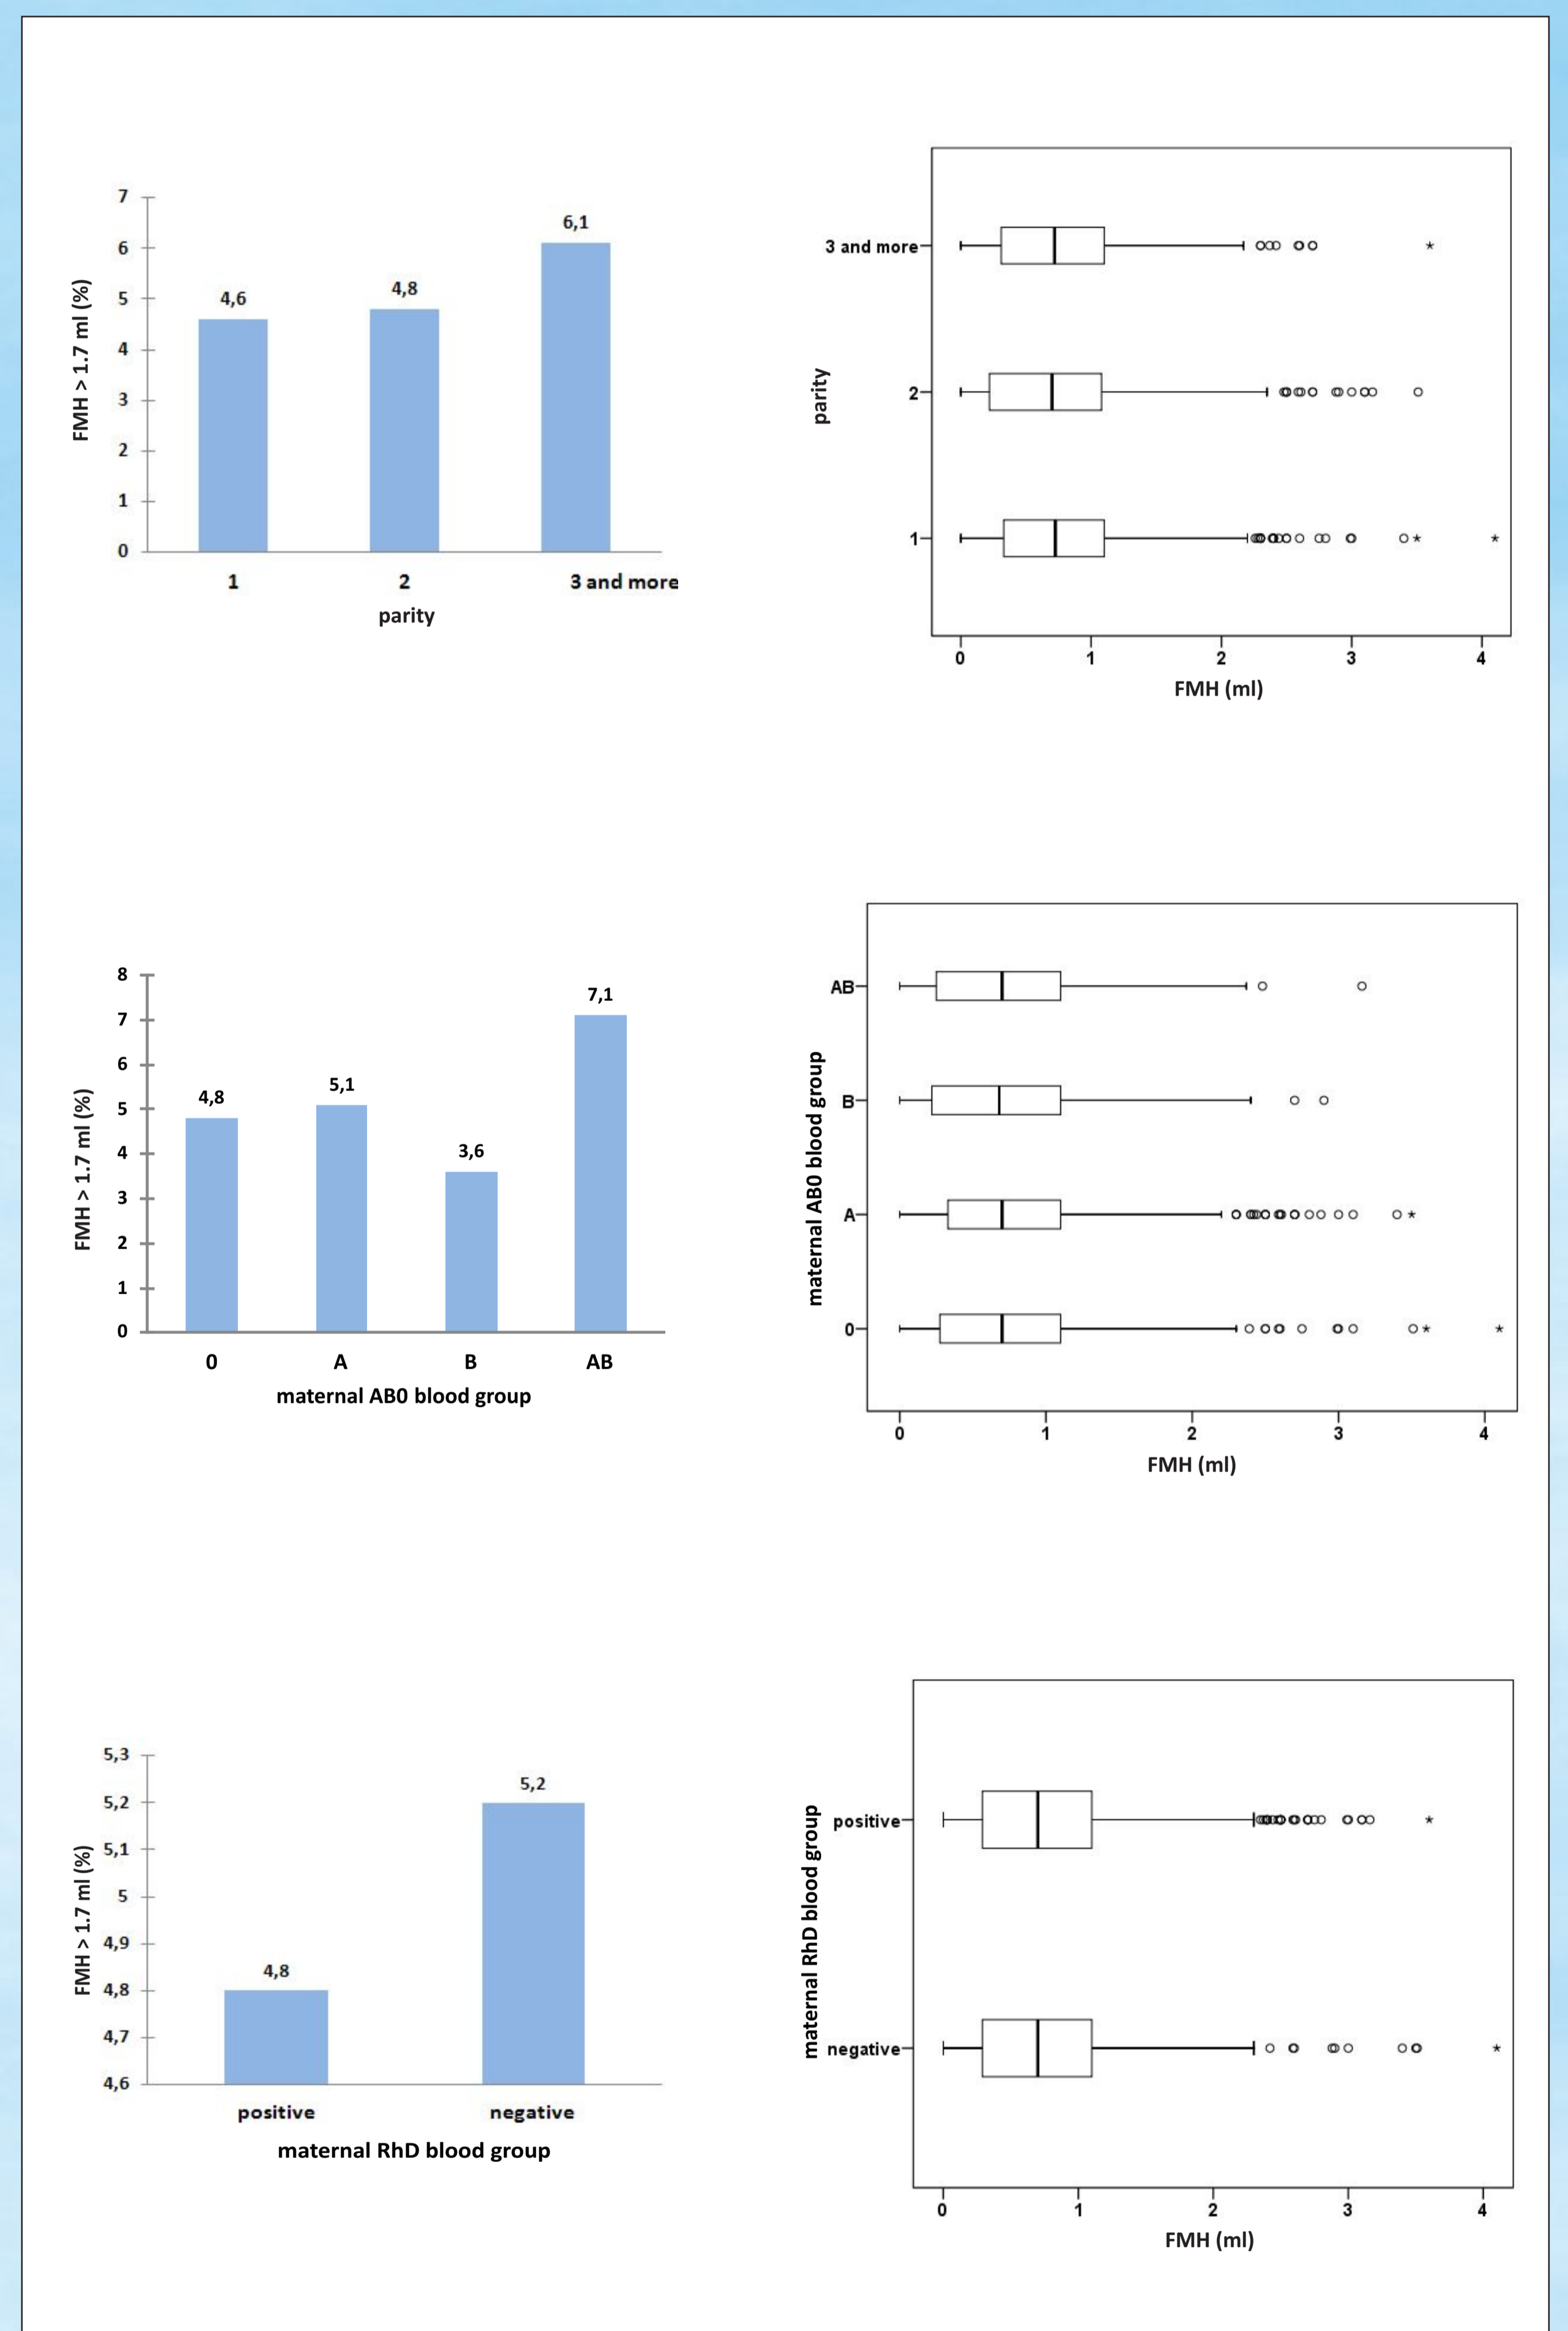 7
6
5
4
3
2
1
0
FMH > 1.7 ml (%)
4,6
4,8
6,1
1
2
3 and more
parity
parity
3 and more
2
1
0
1
2
3
4
FMH (ml)
8
7
6
5
4
3
2
1
0
FMH > 1.7 ml (%)
4,8
5,1
3,6
7,1
0
A
B
AB
maternal AB0 blood group
maternal AB0 blood group
AB
B
A
0
0
1
2
3
4
FMH (ml)
5,3
5,2
5,1
5
4,9
4,8
4,7
4,6
FMH > 1.7 ml (%)
4,8
5,2
positive
negative
maternal RhD blood group
maternal RhD blood group
positive
negative
0
1
2
3
4
FMH (ml)